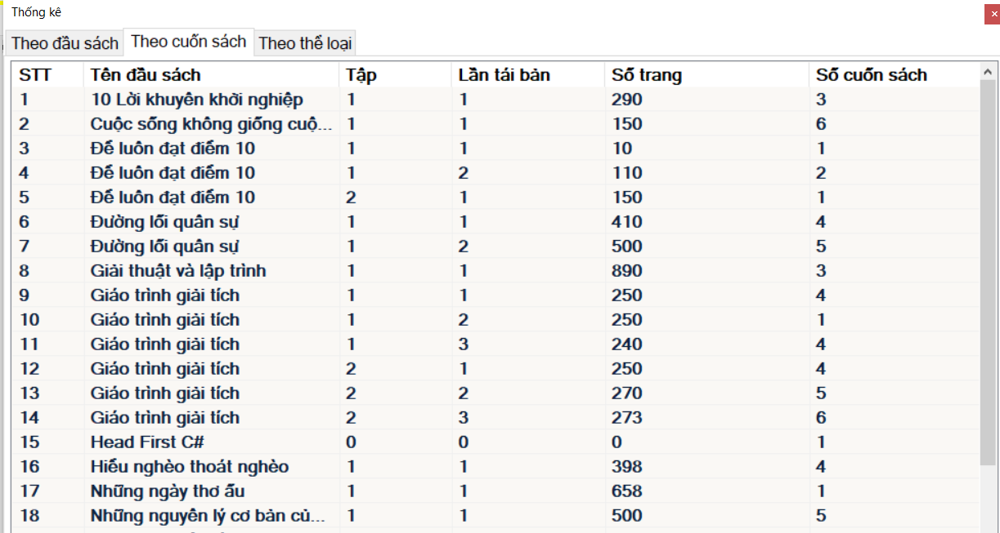 Thống kê
Theo đầu sách Theo cuốn sách Theo thể loại
STT Tên đầu sách Tập Lần tái bản Số trang Số cuốn sách
1 10 Lời khuyên khởi nghiệp 1 1 290 3
2 Cuộc sống không giống cuộ... 1 1 150 6
3 Để luôn đạt điểm 10 1 1 10 1
4 Để luôn đạt điểm 10 1 2 110 2
5 Để luôn đạt điểm 10 2 1 150 1
6 Đường lối quân sự 1 1 410 4
7 Đường lối quân sự 1 2 500 5
8 Giải thuật và lập trình 1 1 890 3
9 Giáo trình giải tích 1 1 250 4
10 Giáo trình giải tích 1 2 250 1
11 Giáo trình giải tích 1 3 240 4
12 Giáo trình giải tích 2 1 250 4
13 Giáo trình giải tích 2 2 270 5
14 Giáo trình giải tích 2 3 273 6
15 Head First C# 0 0 0 1
16 Hiểu nghèo thoát nghèo 1 1 398 4
17 Những ngày thơ ấu 1 1 658 1
18 Những nguyên lý cơ bản củ... 1 1 500 5